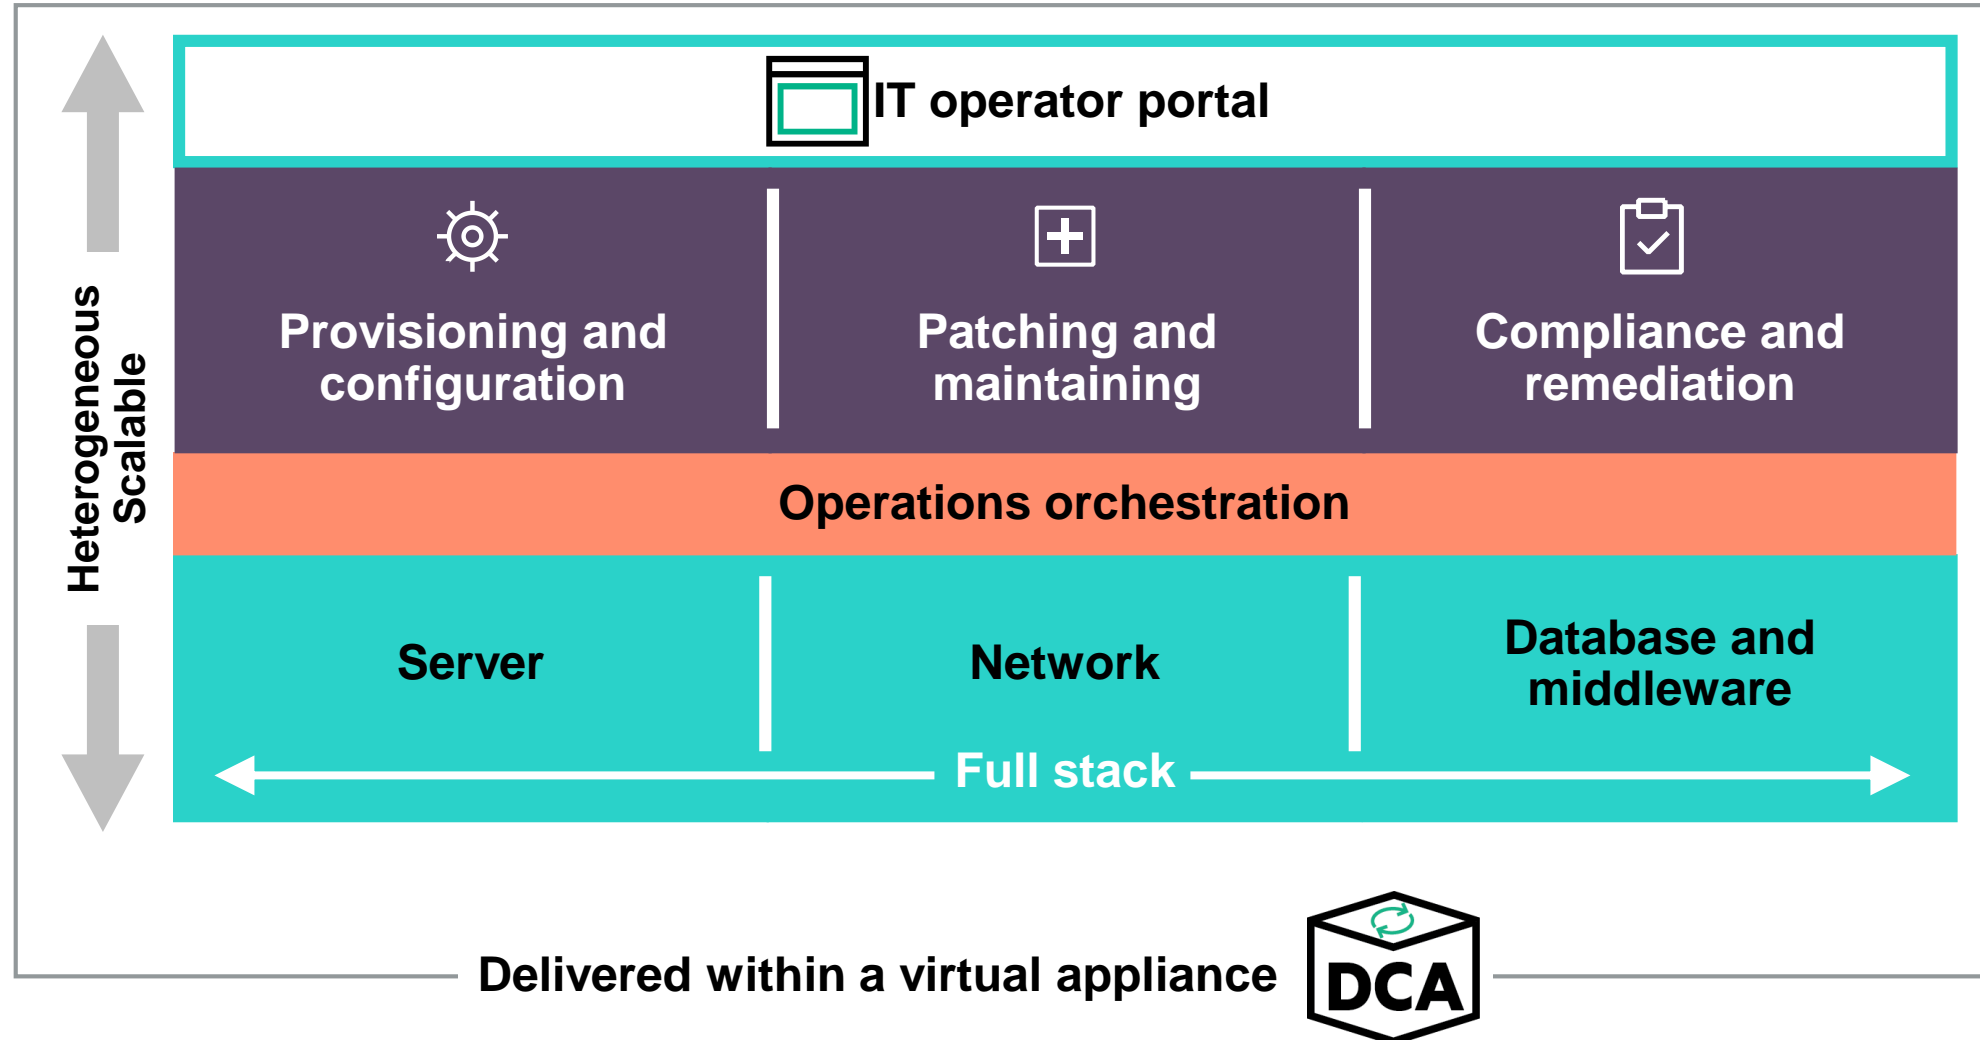 IT operator portal
Heterogeneous
Scalable
Provisioning and
configuration
Patching and
maintaining
Compliance and
remediation
Operations orchestration
Server
Network
Database and
middleware
Full stack
Delivered within a virtual appliance
DCA